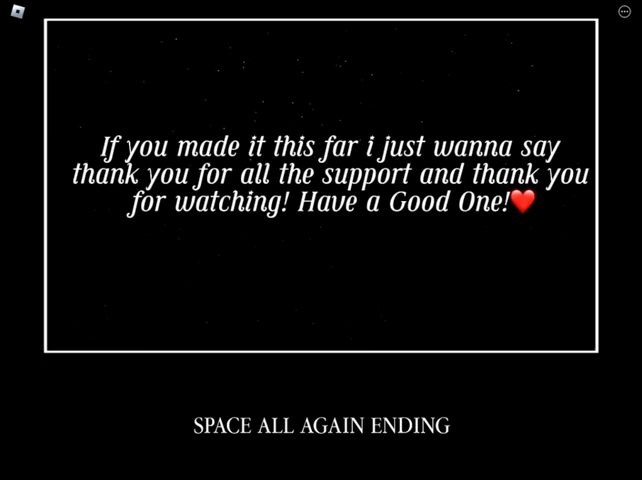 If you made it this far i just wanna say
thank you for all the support and thank you
for watching! Have a Good One!❤️
SPACE ALL AGAIN ENDING